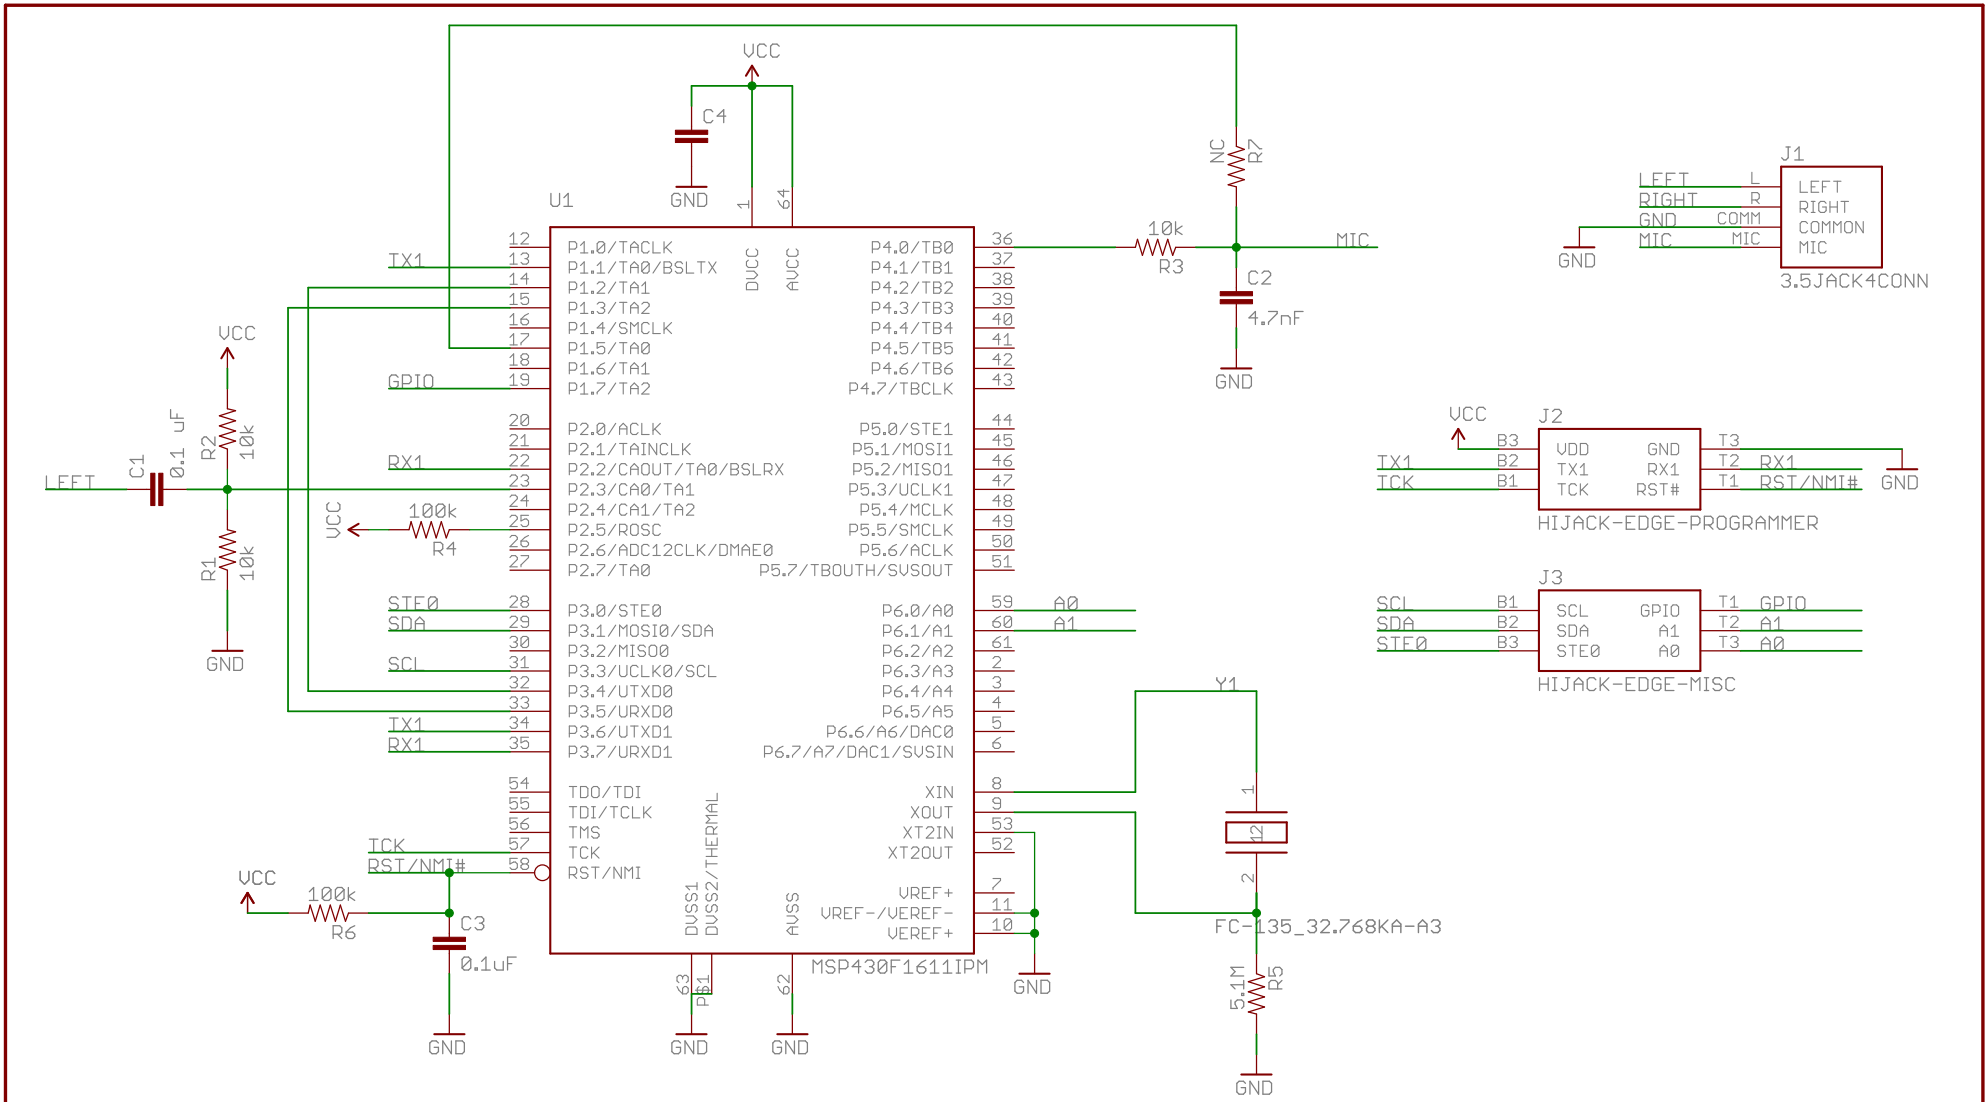 VCC
C4
GND
U1
1
64
DVCC
AVCC
12 P1.0/TACLK
TX1 13 P1.1/TA0/BSLTX
14 P1.2/TA1
15 P1.3/TA2
16 P1.4/SMCLK
17 P1.5/TA0
18 P1.6/TA1
GPIO 19 P1.7/TA2
20 P2.0/ACLK
21 P2.1/TAINCLK
RX1 22 P2.2/CAOUT/TA0/BSLRX
23 P2.3/CA0/TA1
24 P2.4/CA1/TA2
25 P2.5/ROSC
26 P2.6/ADC12CLK/DMAE0
27 P2.7/TA0
STE0 28 P3.0/STE0
SDA 29 P3.1/MOSI0/SDA
30 P3.2/MISO0
SCL 31 P3.3/UCLK0/SCL
32 P3.4/UTXD0
33 P3.5/URXD0
TX1 34 P3.6/UTXD1
RX1 35 P3.7/URXD1
54 TDO/TDI
55 TDI/TCLK
56 TMS
TCK 57 TCK
RST/NMI# 58 RST/NMI
P4.0/TB0 36
P4.1/TB1 37
P4.2/TB2 38
P4.3/TB3 39
P4.4/TB4 40
P4.5/TB5 41
P4.6/TB6 42
P4.7/TBCLK 43
P5.0/STE1 44
P5.1/MOSI1 45
P5.2/MISO1 46
P5.3/UCLK1 47
P5.4/MCLK 48
P5.5/SMCLK 49
P5.6/ACLK 50
P5.7/TBOUTH/SVSOUT 51
P6.0/A0 59 A0
P6.1/A1 60 A1
P6.2/A2 61
P6.3/A3 2
P6.4/A4 3
P6.5/A5 4
P6.6/A6/DAC0 5
P6.7/A7/DAC1/SVSIN 6
XIN 8
XOUT 9
XT2IN 53
XT2OUT 52
VREF+ 7
VREF-/VEREF- 11
VEREF+ 10
DVSS1
DVSS2/THERMAL
AVSS
63
P$1
62
MSP430F1611IPM
GND
GND
GND
VCC
R2
10k
C1
0.1 uF
LEFT
R1
10k
GND
VCC
100k
R4
VCC
100k
R6
C3
0.1uF
GND
NC
R7
10k
R3
MIC
C2
4.7nF
GND
Y1
1
12
2
FC-135_32.768KA-A3
5.1M
R5
GND
J1
LEFT L LEFT
RIGHT R RIGHT
GND COMM COMMON
MIC MIC MIC
GND
3.5JACK4CONN
VCC
J2
B3 VDD GND T3
TX1 B2 TX1 RX1 T2 RX1
TCK B1 TCK RST# T1 RST/NMI#
GND
HIJACK-EDGE-PROGRAMMER
J3
SCL B1 SCL GPIO T1 GPIO
SDA B2 SDA A1 T2 A1
STE0 B3 STE0 A0 T3 A0
HIJACK-EDGE-MISC